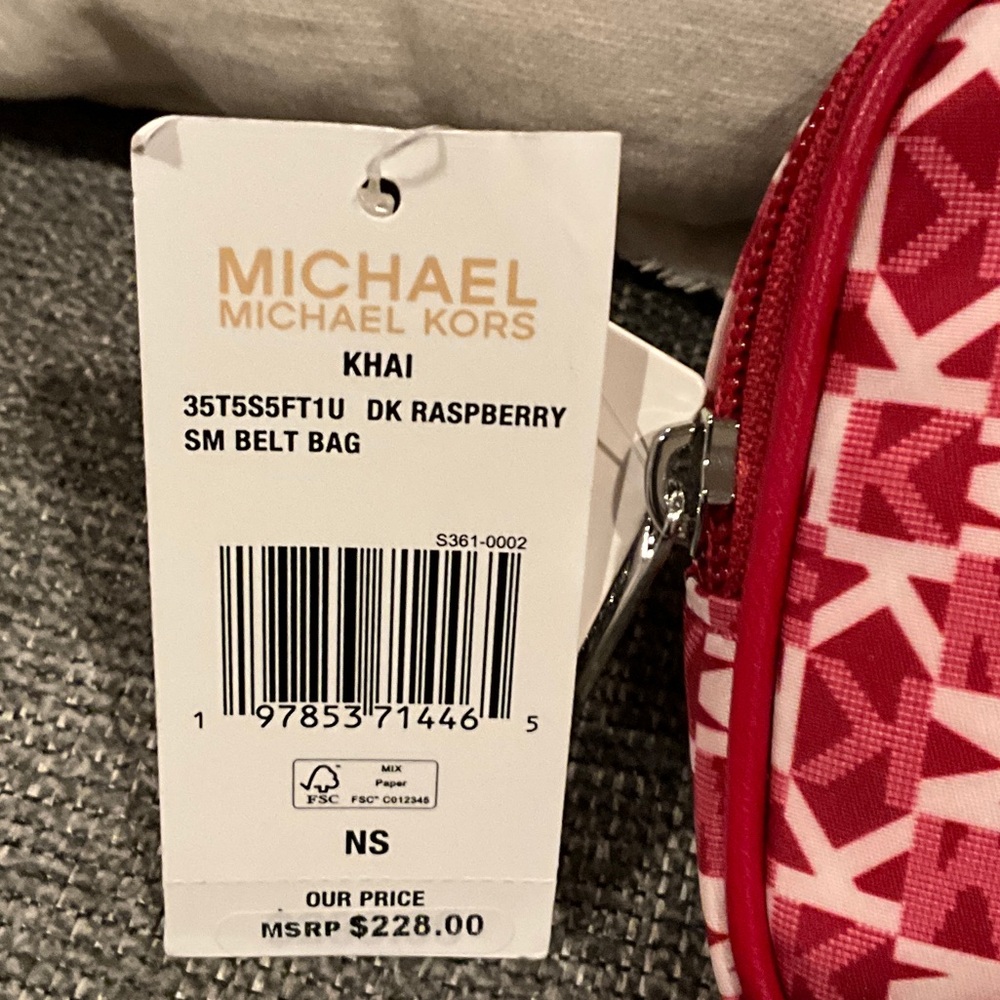 MICHAEL
MICHAEL KORS
KHAI
35T5S5FT1U DK RASPBERRY
SM BELT BAG
S361-0002
1 97853 71446 5
MIX
Paper
FSC
FSC™ C012345
NS
OUR PRICE
MSRP $228.00